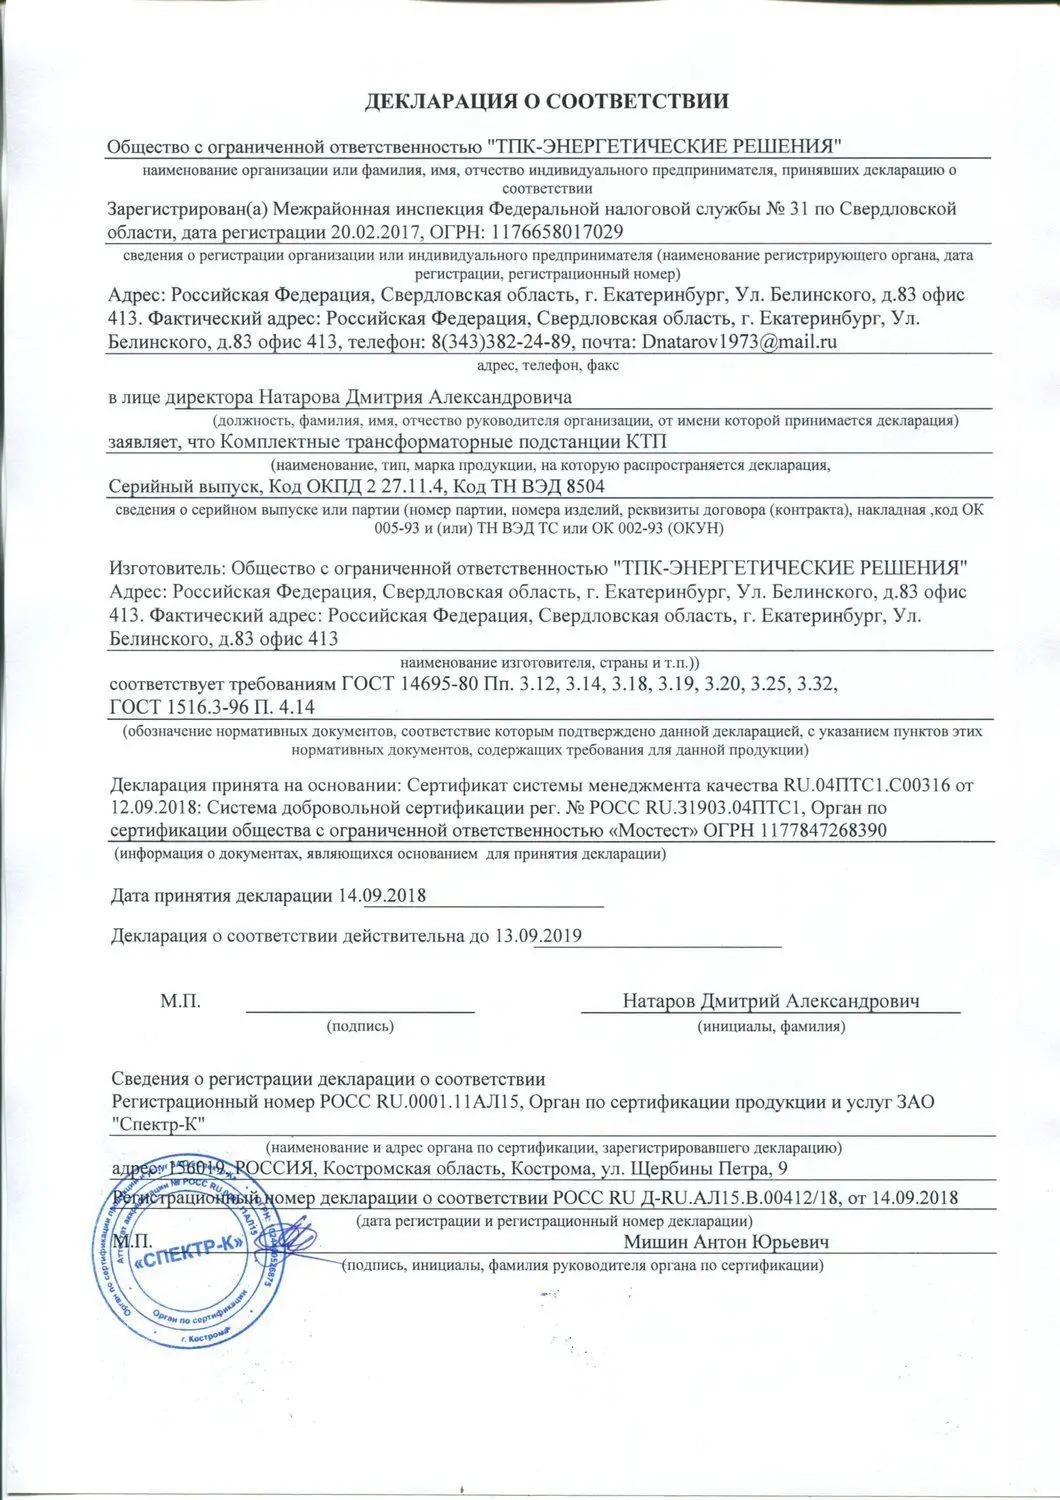 ДЕКЛАРАЦИЯ О СООТВЕТСТВИИ
Общество с ограниченной ответственностью "ТПК-ЭНЕРГЕТИЧЕСКИЕ РЕШЕНИЯ"
наименование организации или фамилия, имя, отчество индивидуального предпринимателя, принявших декларацию о
соответствии
Зарегистрирован(а) Межрайонная инспекция Федеральной налоговой службы № 31 по Свердловской
области, дата регистрации 20.02.2017, ОГРН: 1176658017029
сведения о регистрации организации или индивидуального предпринимателя (наименование регистрирующего органа, дата
регистрации, регистрационный номер)
Адрес: Российская Федерация, Свердловская область, г. Екатеринбург, Ул. Белинского, д.83 офис
413. Фактический адрес: Российская Федерация, Свердловская область, г. Екатеринбург, Ул.
Белинского, д.83 офис 413, телефон: 8(343)382-24-89, почта: Dnatarov1973@mail.ru
адрес, телефон, факс
в лице директора Натарова Дмитрия Александровича
(должность, фамилия, имя, отчество руководителя организации, от имени которой принимается декларация)
заявляет, что Комплектные трансформаторные подстанции КТП
(наименование, тип, марка продукции, на которую распространяется декларация,
Серийный выпуск, Код ОКПД 2 27.11.4, Код ТН ВЭД 8504
сведения о серийном выпуске или партии (номер партии, номера изделий, реквизиты договора (контракта), накладная ,код ОК
005-93 и (или) ТН ВЭД ТС или ОК 002-93 (ОКУН)
Изготовитель: Общество с ограниченной ответственностью "ТПК-ЭНЕРГЕТИЧЕСКИЕ РЕШЕНИЯ"
Адрес: Российская Федерация, Свердловская область, г. Екатеринбург, Ул. Белинского, д.83 офис
413. Фактический адрес: Российская Федерация, Свердловская область, г. Екатеринбург, Ул.
Белинского, д.83 офис 413
наименование изготовителя, страны и т.п.))
соответствует требованиям ГОСТ 14695-80 Пп. 3.12, 3.14, 3.18, 3.19, 3.20, 3.25, 3.32,
ГОСТ 1516.3-96 П. 4.14
(обозначение нормативных документов, соответствие которым подтверждено данной декларацией, с указанием пунктов этих
нормативных документов, содержащих требования для данной продукции)
Декларация принята на основании: Сертификат системы менеджмента качества RU.04ПТС1.С00316 от
12.09.2018: Система добровольной сертификации рег. № РОСС RU.31903.04ПТС1, Орган по
сертификации общества с ограниченной ответственностью «Мостест» ОГРН 1177847268390
(информация о документах, являющихся основанием для принятия декларации)
Дата принятия декларации 14.09.2018
Декларация о соответствии действительна до 13.09.2019
М.П. Натаров Дмитрий Александрович
(подпись) (инициалы, фамилия)
Сведения о регистрации декларации о соответствии
Регистрационный номер РОСС RU.0001.11АЛ15, Орган по сертификации продукции и услуг ЗАО
"Спектр-К"
(наименование и адрес органа по сертификации, зарегистрировавшего декларацию)
адрес: 156019, РОССИЯ, Костромская область, Кострома, ул. Щербины Петра, 9
Регистрационный номер декларации о соответствии РОСС RU Д-RU.АЛ15.В.00412/18, от 14.09.2018
(дата регистрации и регистрационный номер декларации)
М.П. Мишин Антон Юрьевич
(подпись, инициалы, фамилия руководителя органа по сертификации)
«СПЕКТР-К»
Орган по сертификации
г. Кострома